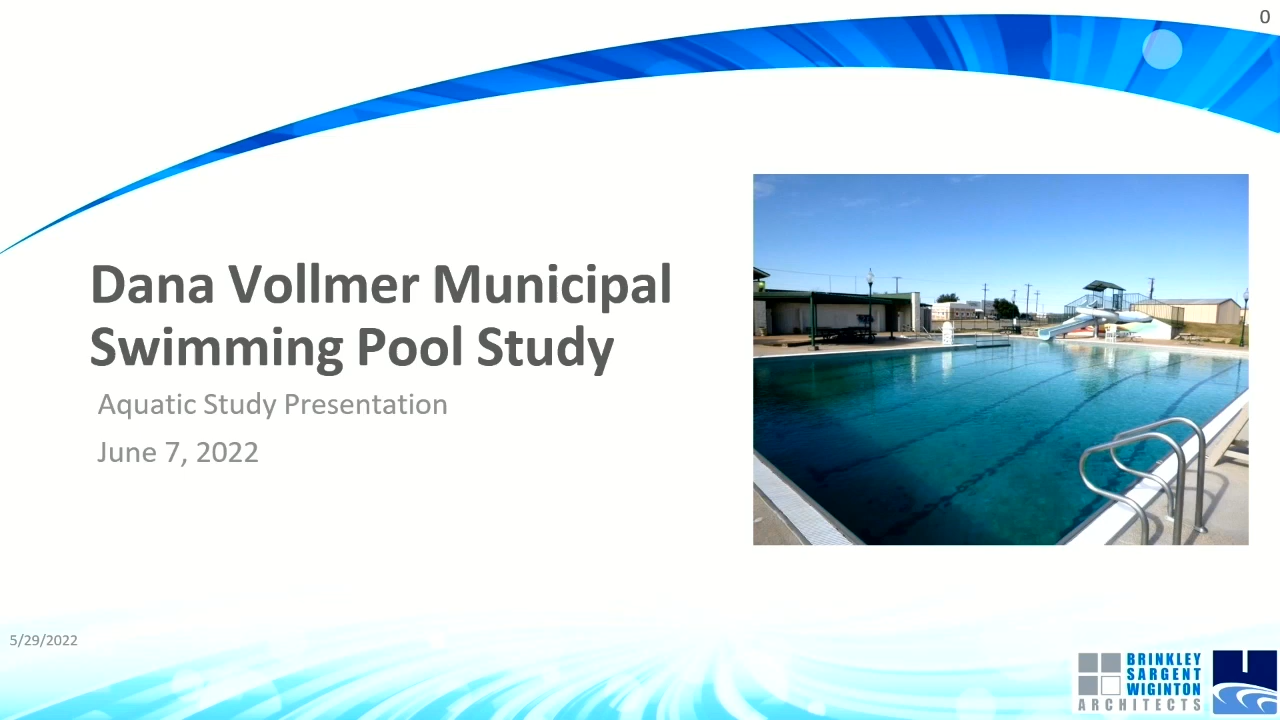 0
Dana Vollmer Municipal
Swimming Pool Study
Aquatic Study Presentation
June 7, 2022
5/29/2022
BRINKLEY
SARGENT
WIGINTON
ARCHITECTS